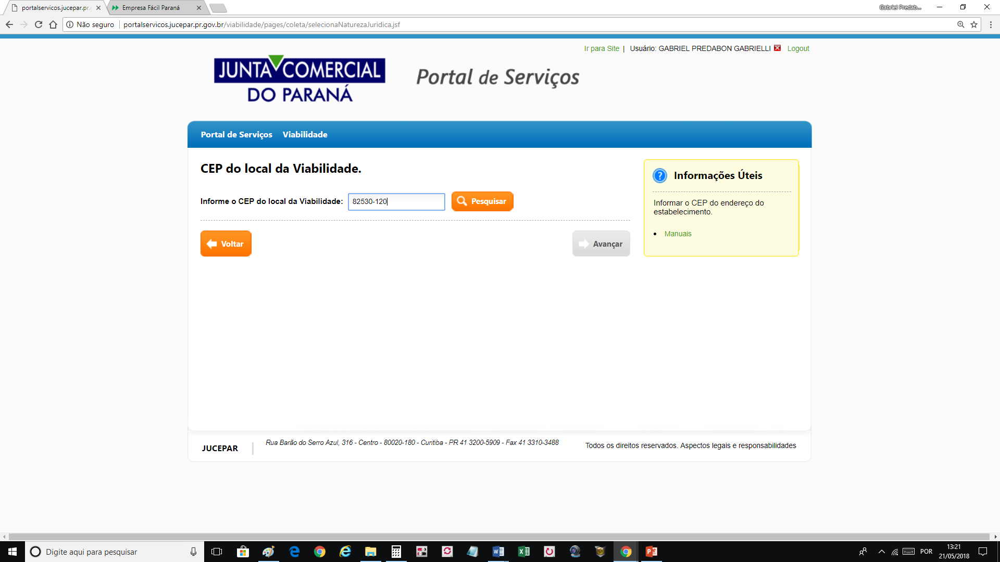 portalservicos.jucepar.pr.g
Empresa Fácil Paraná
Gabriel Predab...
Não seguro
portalservicos.jucepar.pr.gov.br/viabilidade/pages/coleta/selecionaNaturezaJuridica.jsf
Ir para Site | Usuário: GABRIEL PREDABON GABRIELLI Logout
JUNTA COMERCIAL
DO PARANÁ
Portal de Serviços
Portal de Serviços Viabilidade
CEP do local da Viabilidade.
Informe o CEP do local da Viabilidade: 82530-120 Pesquisar
Voltar
Avançar
? Informações Úteis
Informar o CEP do endereço do
estabelecimento.
• Manuais
JUCEPAR
Rua Barão do Serro Azul, 316 - Centro - 80020-180 - Curitiba - PR 41 3200-5909 - Fax 41 3310-3488
Todos os direitos reservados. Aspectos legais e responsabilidades
Digite aqui para pesquisar
POR
13:21
21/05/2018